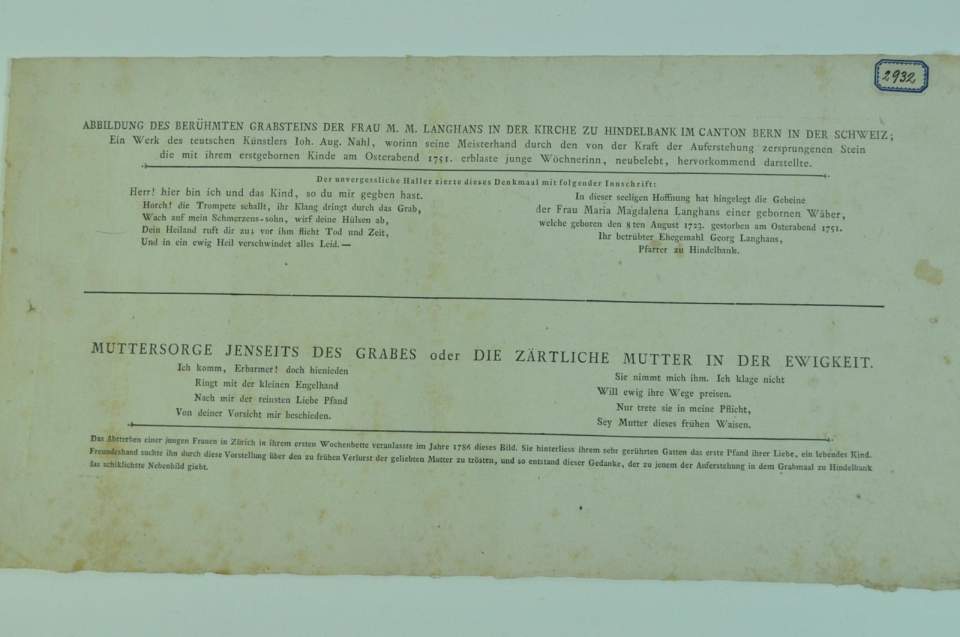 2932
ABBILDUNG DES BERÜHMTEN GRABSTEINS DER FRAU M. M. LANGHANS IN DER KIRCHE ZU HINDELBANK IM CANTON BERN IN DER SCHWEIZ;
Ein Werk des teutschen Künstlers Ioh. Aug. Nahl, worinn seine Meisterhand durch den von der Kraft der Auferstehung zersprungenen Stein
die mit ihrem erstgebornen Kinde am Osterabend 1751. erblaste junge Wöchnerinn, neubelebt, hervorkommend darstellte.
Der unvergessliche Haller zierte dieses Denkmaal mit folgender Innschrift:
Herr! hier bin ich und das Kind, so du mir gegben hast.
Horch! die Trompete schallt, ihr Klang dringt durch das Grab,
Wach auf mein Schmerzens-sohn, wirf deine Hülsen ab,
Dein Heiland ruft dir zu; vor ihm flieht Tod und Zeit,
Und in ein ewig Heil verschwindet alles Leid. —
In dieser seeligen Hoffnung hat hingelegt die Gebeine
der Frau Maria Magdalena Langhans einer gebornen Wäber,
welche geboren den 8ten August 1723. gestorben am Osterabend 1751.
Ihr betrübter Ehegemahl Georg Langhans,
Pfarrer zu Hindelbank.
MUTTERSORGE JENSEITS DES GRABES oder DIE ZÄRTLICHE MUTTER IN DER EWIGKEIT.
Ich komm, Erbarmer! doch hienieden
Ringt mit der kleinen Engelhand
Nach mir der reinsten Liebe Pfand
Von deiner Vorsicht mir beschieden.
Sie nimmt mich ihm. Ich klage nicht
Will ewig ihre Wege preisen.
Nur trete sie in meine Pflicht,
Sey Mutter dieses frühen Waisen.
Das Absterben einer jungen Frauen in Zürich in ihrem ersten Wochenbette veranlasste im Jahre 1786 dieses Bild. Sie hinterliess ihrem sehr gerührten Gatten das erste Pfand ihrer Liebe, ein lebendes Kind.
Freundeshand suchte ihn durch diese Vorstellung über den zu frühen Verlurst der geliebten Mutter zu trösten, und so entstand dieser Gedanke, der zu jenem der Auferstehung in dem Grabmaal zu Hindelbank
das schiklichste Nebenbild giebt.